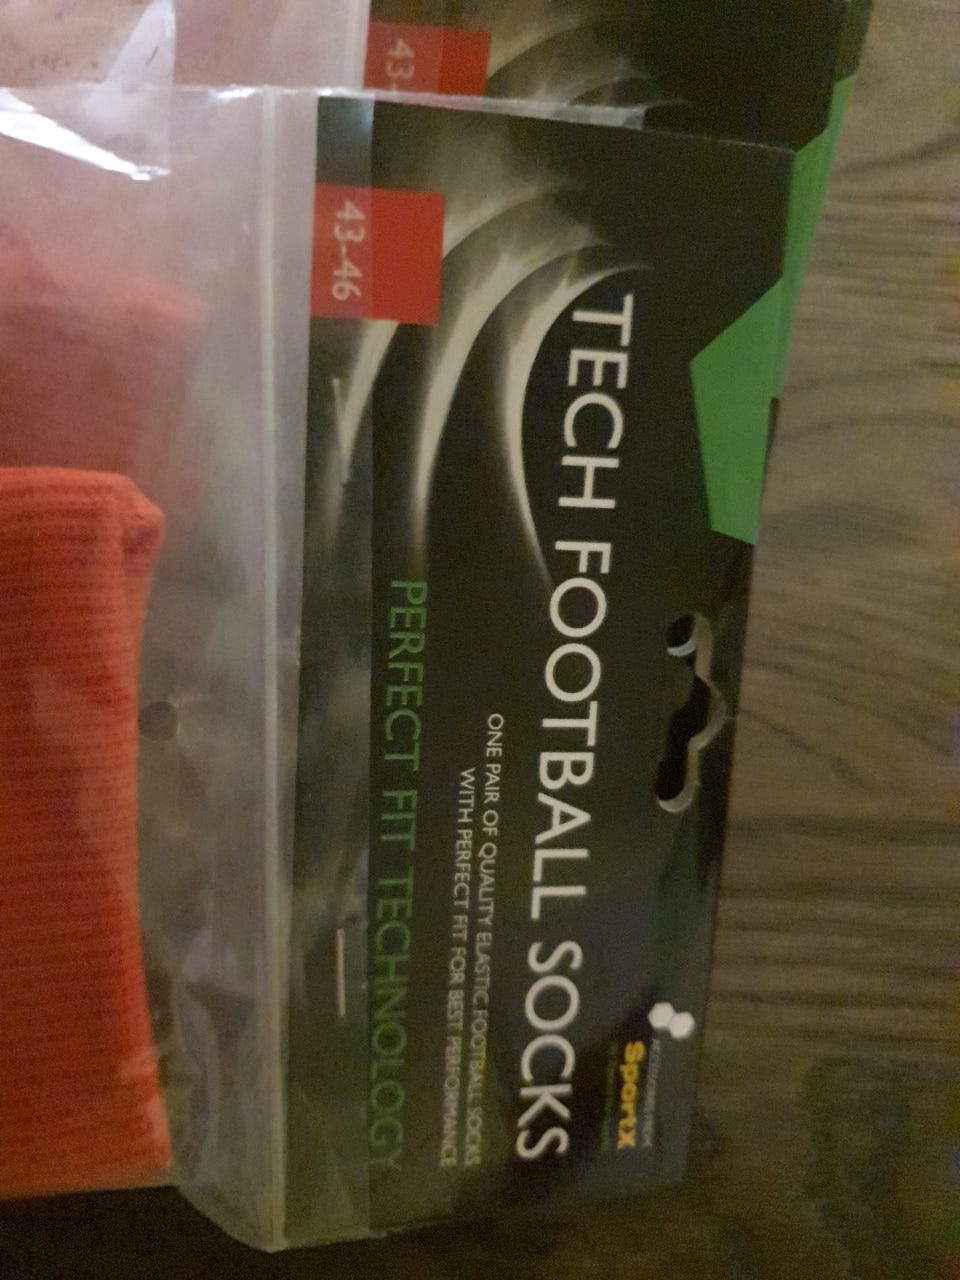 43-
43-46
Sportx
TECH FOOTBALL SOCKS
ONE PAIR OF QUALITY ELASTIC FOOTBALL SOCKS
WITH PERFECT FIT FOR BEST PERFORMANCE
PERFECT FIT TECHNOLOGY